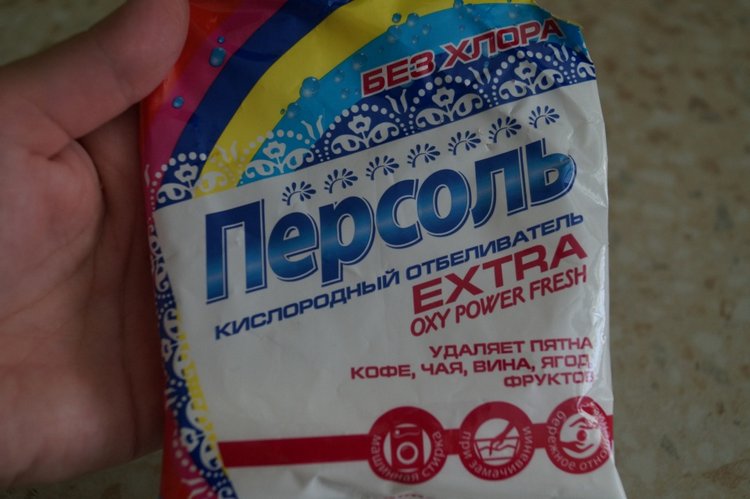 БЕЗ ХЛОРА
Персоль
КИСЛОРОДНЫЙ ОТБЕЛИВАТЕЛЬ
EXTRA
OXY POWER FRESH
УДАЛЯЕТ ПЯТНА
КОФЕ, ЧАЯ, ВИНА, ЯГОД,
ФРУКТОВ
машинная стирка
при замачивании
бережное